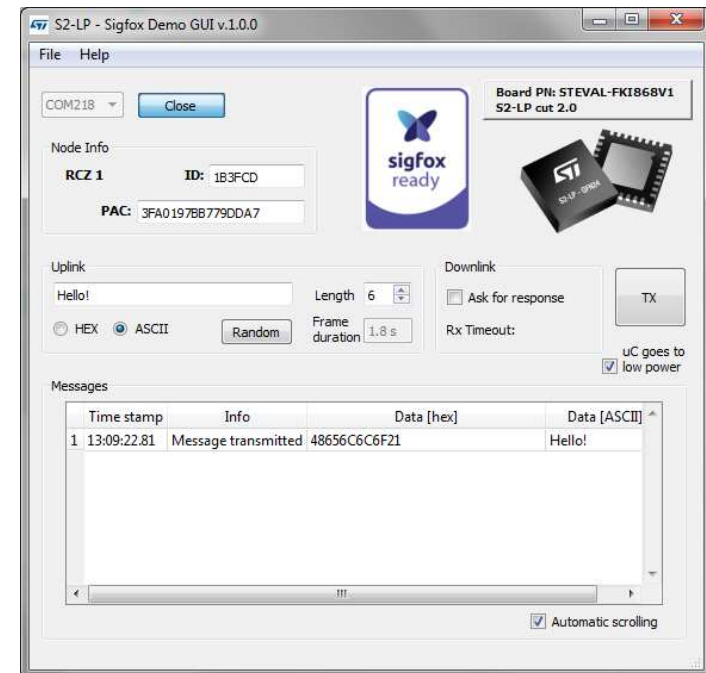 S2-LP - Sigfox Demo GUI v.1.0.0
File Help
COM218 Close
Board PN: STEVAL-FKI868V1
S2-LP cut 2.0
Node Info
RCZ 1 ID: 1B3FCD
PAC: 3FA0197BB779DDA7
sigfox
ready
S2-LP - QFN24
Uplink
Hello! Length 6
HEX ASCII Random Frame duration 1.8 s
Downlink
Ask for response
Rx Timeout:
TX
uC goes to
low power
Messages
Time stamp Info Data [hex] Data [ASCII]
1 13:09:22.81 Message transmitted 48656C6C6F21 Hello!
Automatic scrolling